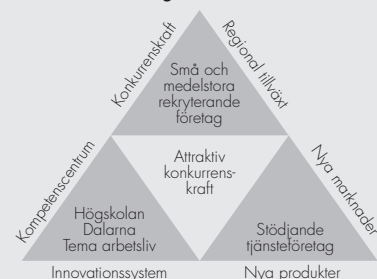 Konkurrenskraft
Regional tillväxt
Små och
medelstora
rekryterande
företag
Kompetenscentrum
Nya marknader
Attraktiv
konkurrens-
kraft
Högskolan
Dalarna
Tema arbetsliv
Stödjande
tjänsteföretag
Innovationssystem
Nya produkter